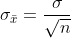 σ_x̄ = σ/√n